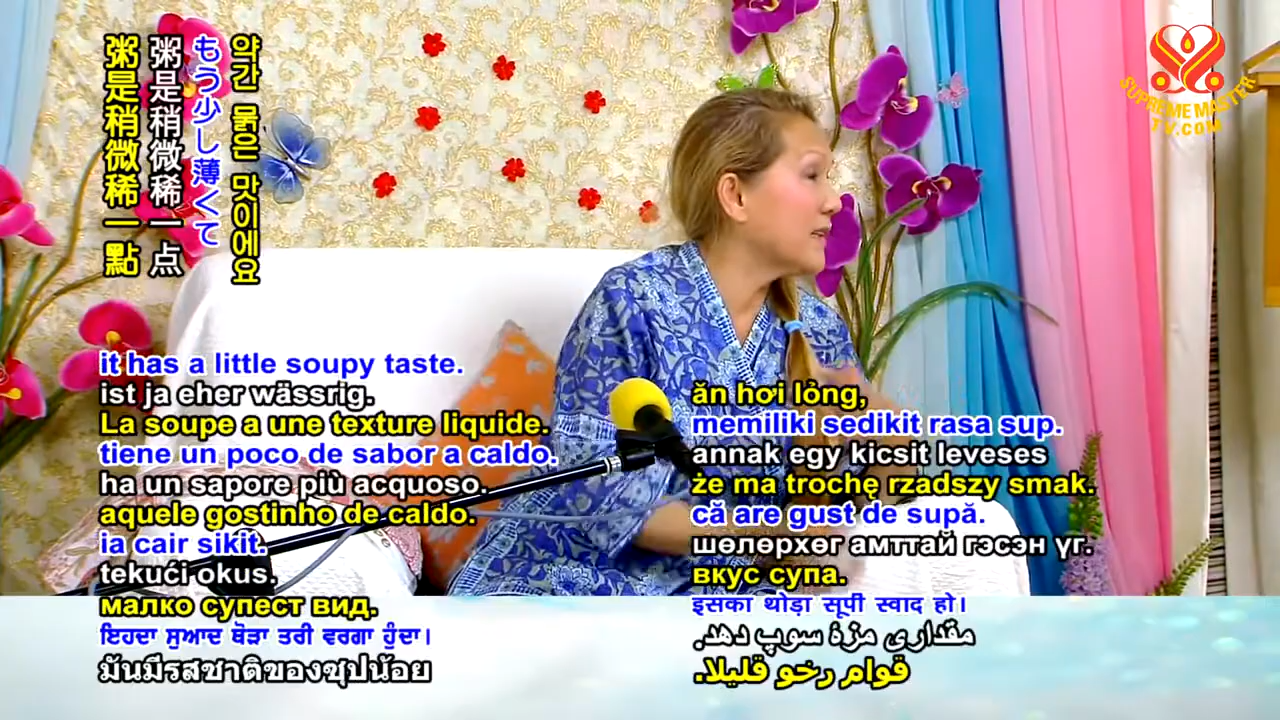 약간 묽은 맛이에요
もう少し薄くて
粥是稍微稀一点
粥是稍微稀一點
SUPREME MASTER
TV.COM
it has a little soupy taste.
ist ja eher wässrig.
La soupe a une texture liquide.
tiene un poco de sabor a caldo.
ha un sapore più acquoso.
aquele gostinho de caldo.
ia cair sikit.
tekući okus.
малко супест вид.
ਇਹਦਾ ਸੁਆਦ ਥੋੜਾ ਤਰੀ ਵਰਗਾ ਹੁੰਦਾ।
มันมีรสชาติของซุปน้อย
ăn hơi lỏng,
memiliki sedikit rasa sup.
annak egy kicsit leveses
że ma trochę rzadszy smak.
că are gust de supă.
шөлөрхөг амттай гэсэн үг.
вкус супа.
इसका थोड़ा सूपी स्वाद हो।
مقداری مزهٔ سوپ دهد.
قوام رخو قليلا.